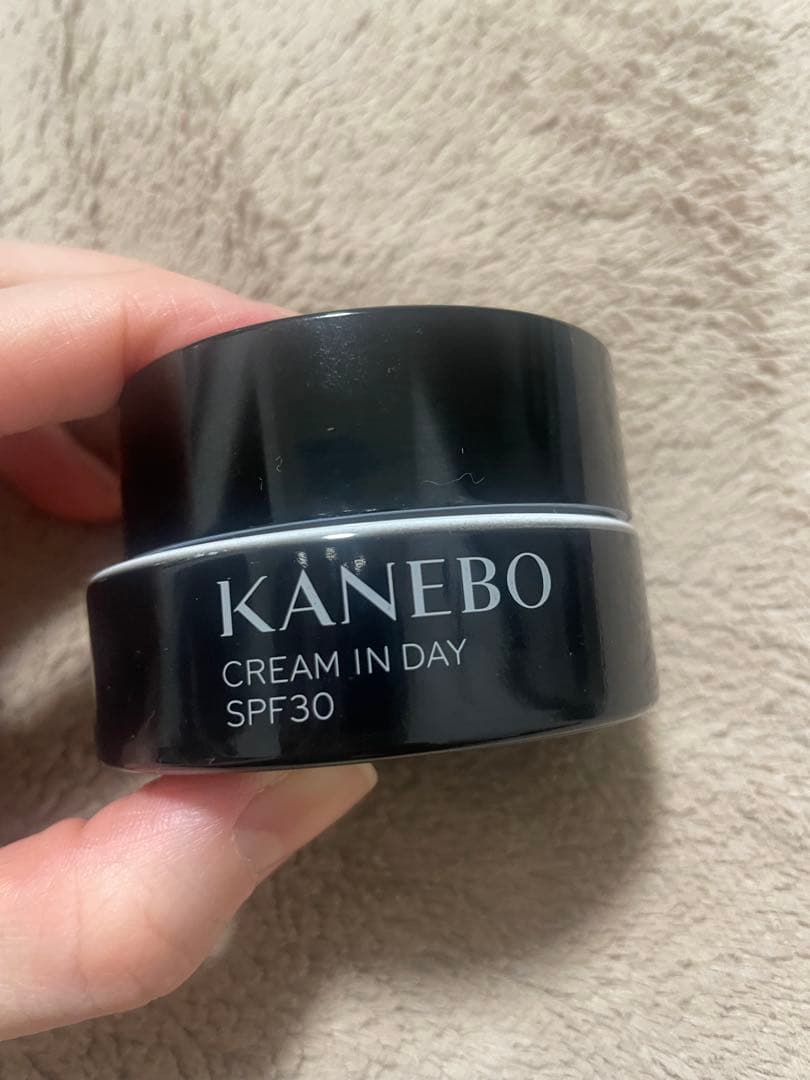 KANEBO
CREAM IN DAY
SPF30